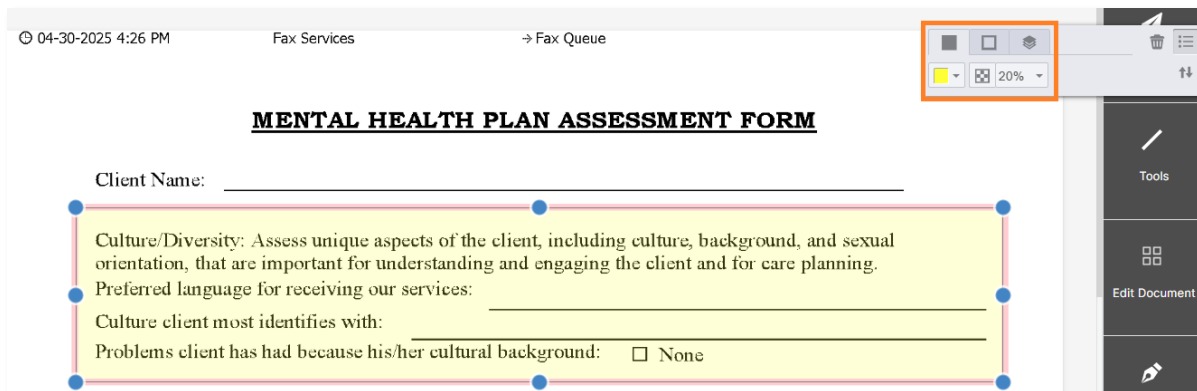 04-30-2025 4:26 PM Fax Services → Fax Queue
20%
MENTAL HEALTH PLAN ASSESSMENT FORM
Client Name:
Tools
Culture/Diversity: Assess unique aspects of the client, including culture, background, and sexual
orientation, that are important for understanding and engaging the client and for care planning.
Preferred language for receiving our services:
Edit Document
Culture client most identifies with:
Problems client has had because his/her cultural background: ☐ None